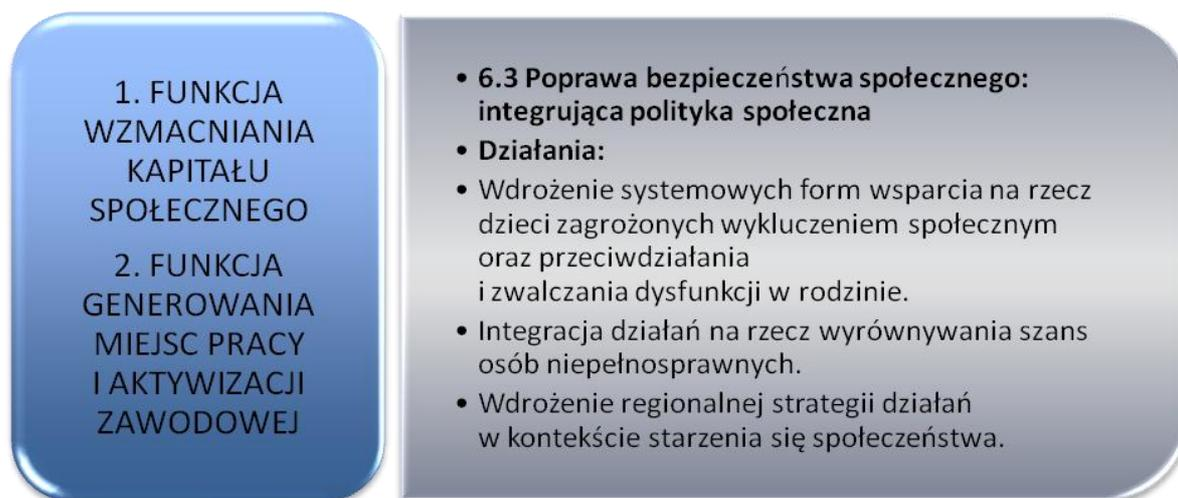 1. FUNKCJA
WZMACNIANIA
KAPITAŁU
SPOŁECZNEGO
2. FUNKCJA
GENEROWANIA
MIEJSC PRACY
I AKTYWIZACJI
ZAWODOWEJ
• 6.3 Poprawa bezpieczeństwa społecznego:
integrująca polityka społeczna
• Działania:
• Wdrożenie systemowych form wsparcia na rzecz
dzieci zagrożonych wykluczeniem społecznym
oraz przeciwdziałania
i zwalczania dysfunkcji w rodzinie.
• Integracja działań na rzecz wyrównywania szans
osób niepełnosprawnych.
• Wdrożenie regionalnej strategii działań
w kontekście starzenia się społeczeństwa.